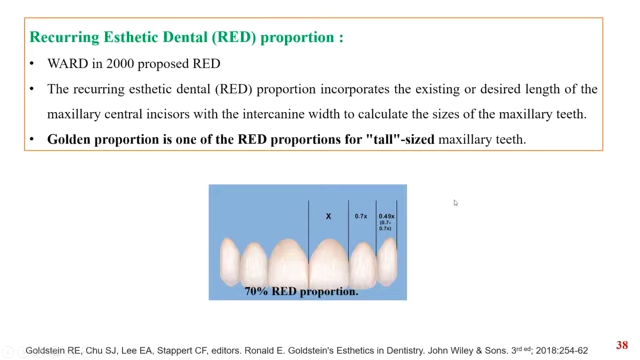 Recurring Esthetic Dental (RED) proportion :
• WARD in 2000 proposed RED
• The recurring esthetic dental (RED) proportion incorporates the existing or desired length of the
maxillary central incisors with the intercanine width to calculate the sizes of the maxillary teeth.
• Golden proportion is one of the RED proportions for "tall"-sized maxillary teeth.
X 0.7x 0.49x
(0.7×
0.7x)
70% RED proportion.
38
Goldstein RE, Chu SJ, Lee EA, Stappert CF, editors. Ronald E. Goldstein's Esthetics in Dentistry. John Wiley & Sons. 3rd ed; 2018:254-62